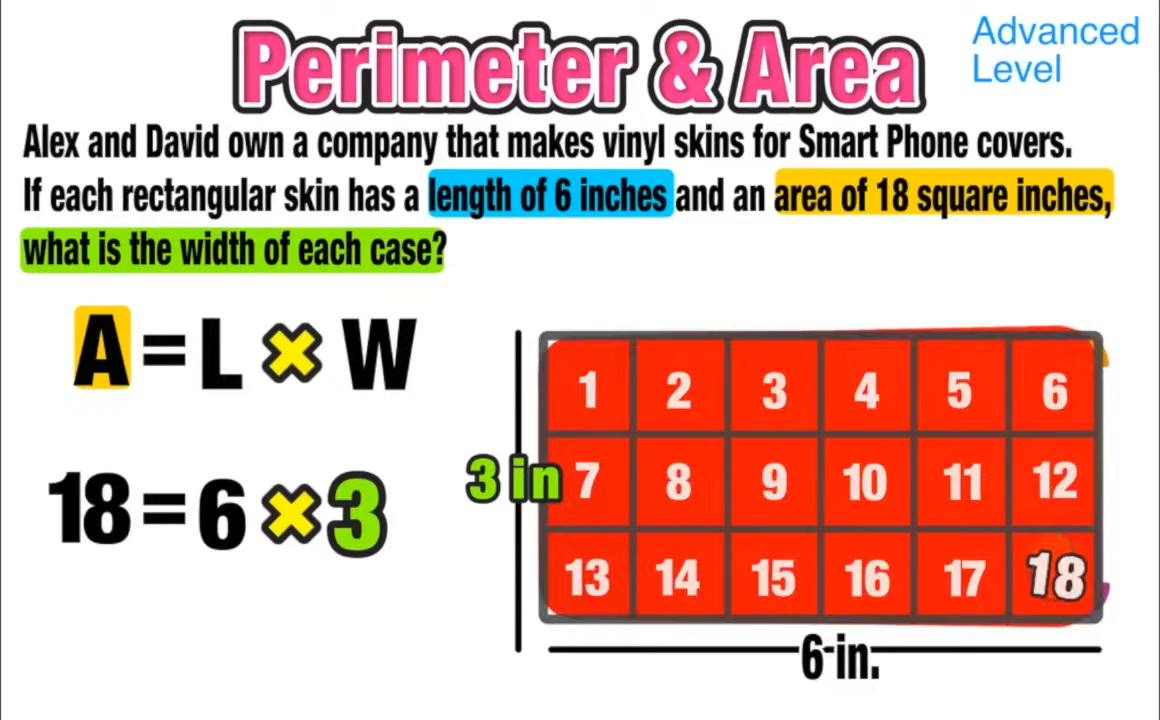 Perimeter & Area
Advanced
Level
Alex and David own a company that makes vinyl skins for Smart Phone covers.
If each rectangular skin has a length of 6 inches and an area of 18 square inches,
what is the width of each case?
A = L × W
18 = 6 × 3
1 2 3 4 5 6
3 in 7 8 9 10 11 12
13 14 15 16 17 18
6 in.